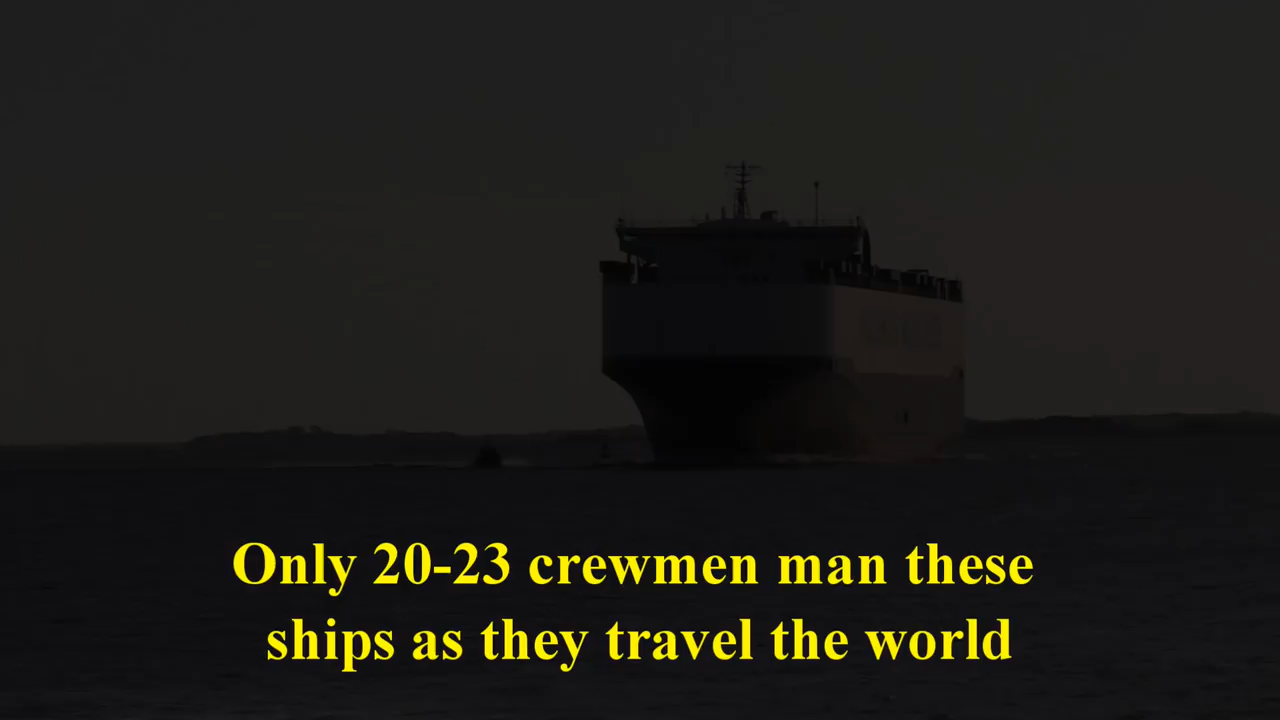 Only 20-23 crewmen man these
ships as they travel the world